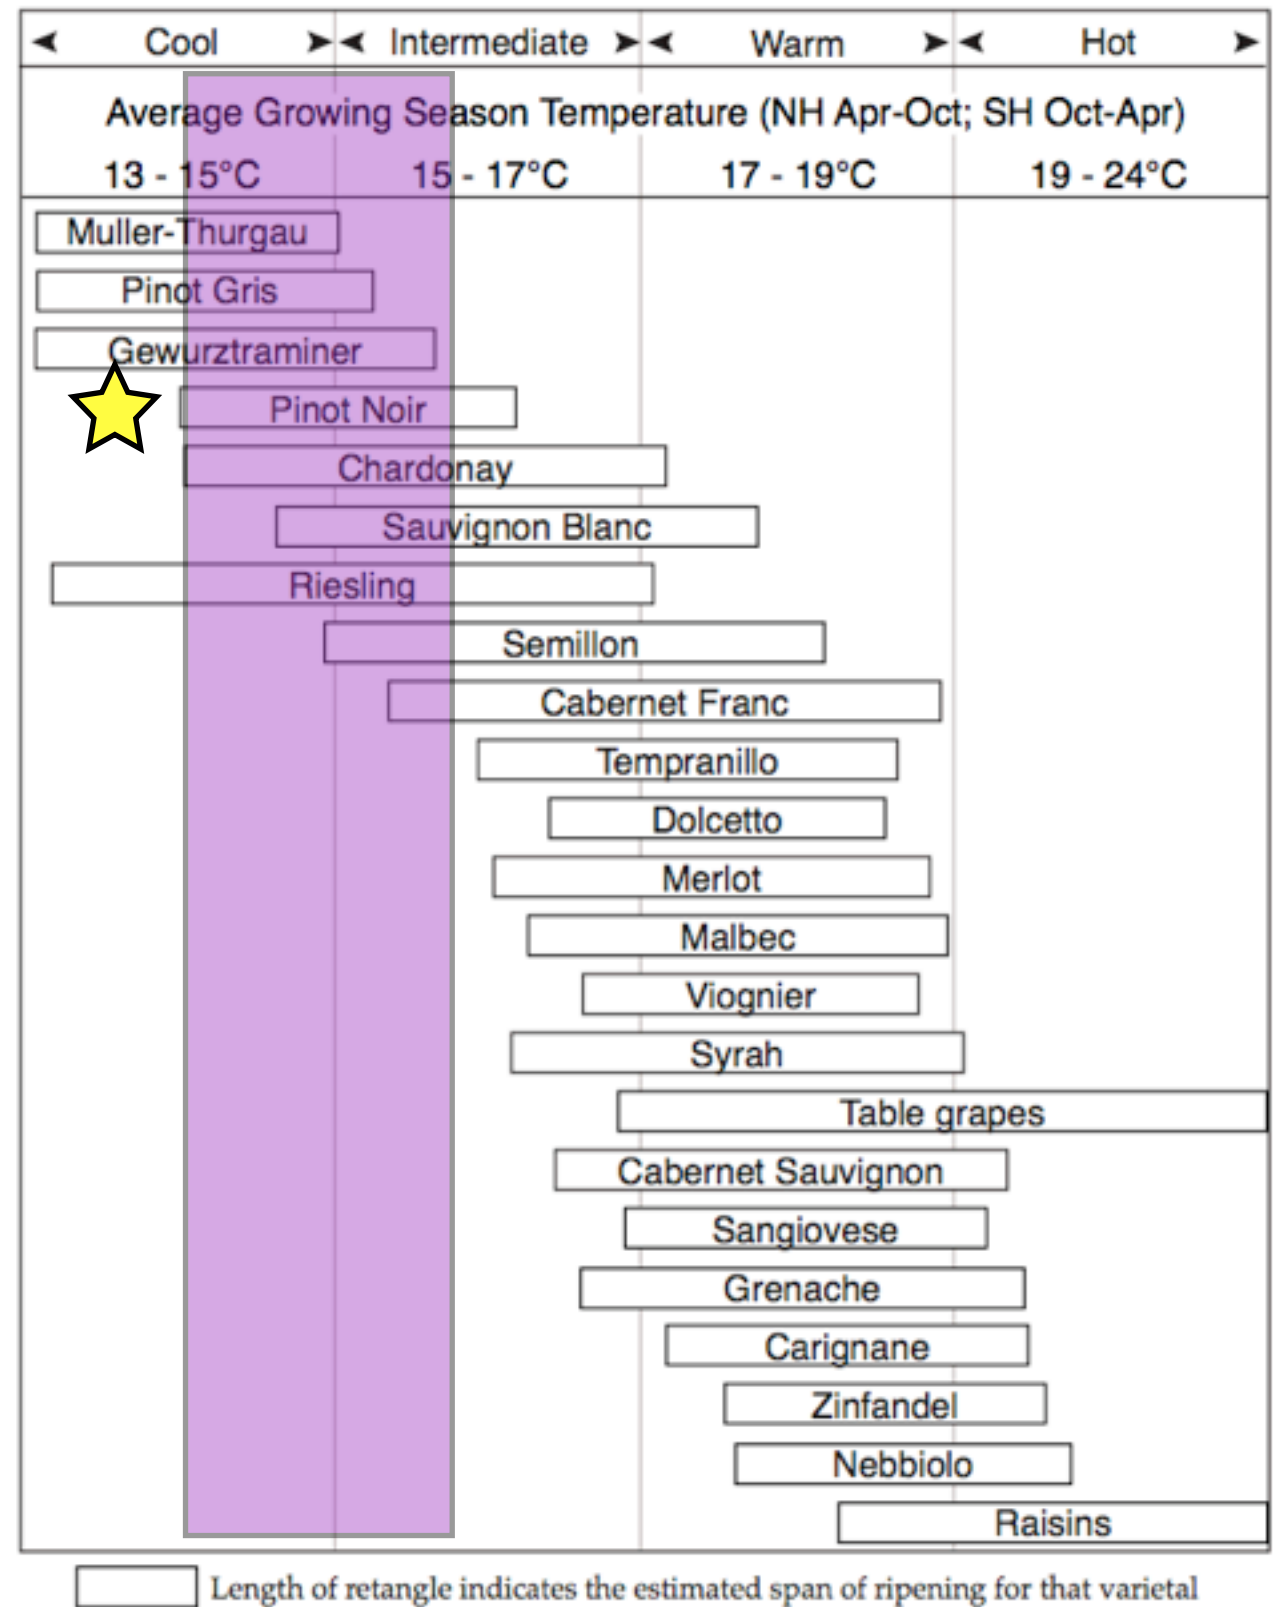 Cool Intermediate Warm Hot
Average Growing Season Temperature (NH Apr-Oct; SH Oct-Apr)
13 - 15°C 15 - 17°C 17 - 19°C 19 - 24°C
Muller-Thurgau
Pinot Gris
Gewurztraminer
Pinot Noir
Chardonay
Sauvignon Blanc
Riesling
Semillon
Cabernet Franc
Tempranillo
Dolcetto
Merlot
Malbec
Viognier
Syrah
Table grapes
Cabernet Sauvignon
Sangiovese
Grenache
Carignane
Zinfandel
Nebbiolo
Raisins
Length of retangle indicates the estimated span of ripening for that varietal